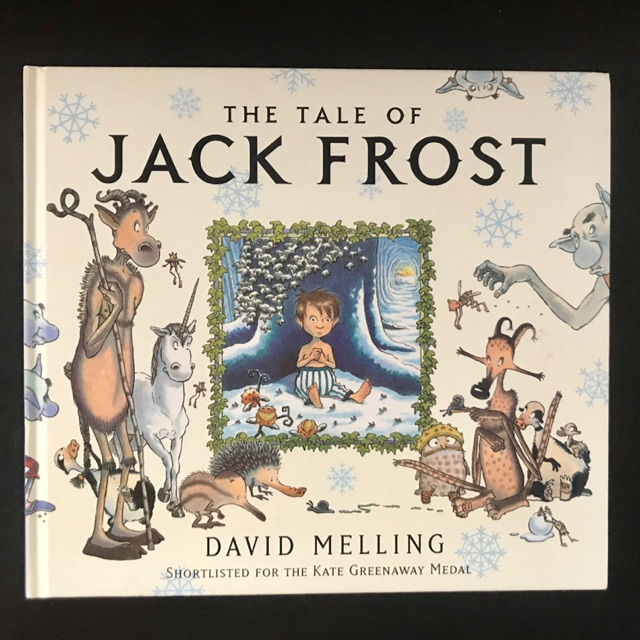 THE TALE OF
JACK FROST
DAVID MELLING
SHORTLISTED FOR THE KATE GREENAWAY MEDAL